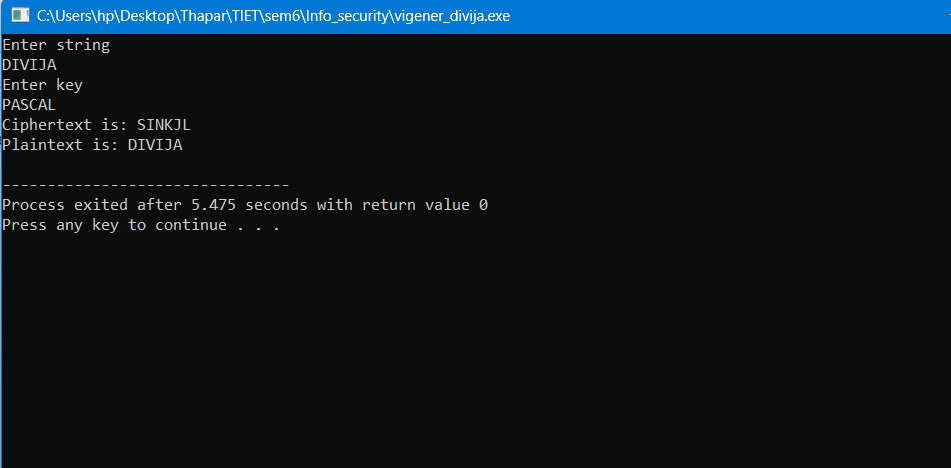 C:\Users\hp\Desktop\Thapar\TIET\sem6\Info_security\vigener_divija.exe
Enter string
DIVIJA
Enter key
PASCAL
Ciphertext is: SINKJL
Plaintext is: DIVIJA
--------------------------------
Process exited after 5.475 seconds with return value 0
Press any key to continue . . .